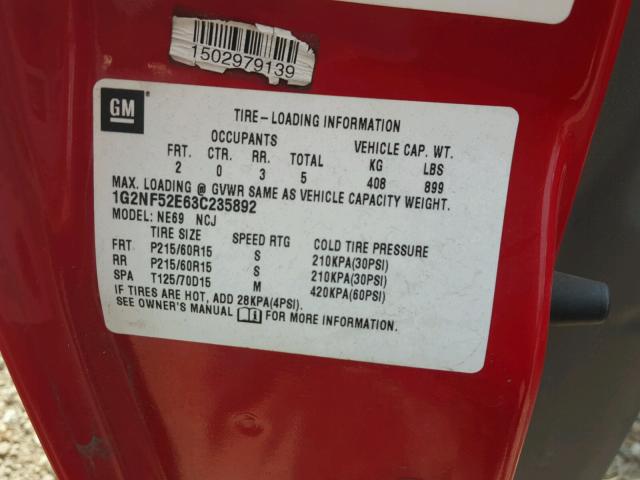 1502979139
GM
TIRE-LOADING INFORMATION
OCCUPANTS VEHICLE CAP. WT.
FRT. CTR. RR. TOTAL KG LBS
2 0 3 5 408 899
MAX. LOADING @ GVWR SAME AS VEHICLE CAPACITY WEIGHT.
1G2NF52E63C235892
MODEL: NE69 NCJ
TIRE SIZE SPEED RTG COLD TIRE PRESSURE
FRT P215/60R15 S 210KPA(30PSI)
RR P215/60R15 S 210KPA(30PSI)
SPA T125/70D15 M 420KPA(60PSI)
IF TIRES ARE HOT, ADD 28KPA(4PSI)
SEE OWNER'S MANUAL FOR MORE INFORMATION.